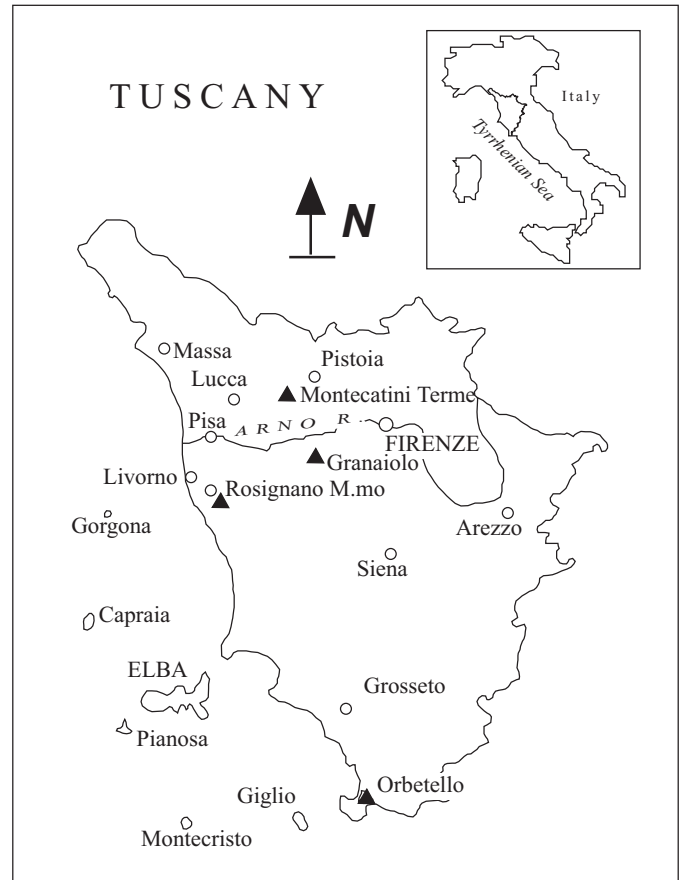 TUSCANY
Italy
Tyrrhenian Sea
N
Massa
Pistoia
Lucca
Montecatini Terme
Pisa
ARNO R.
FIRENZE
Granaiolo
Livorno
Rosignano M.mo
Gorgona
Arezzo
Siena
Capraia
ELBA
Grosseto
Pianosa
Orbetello
Giglio
Montecristo